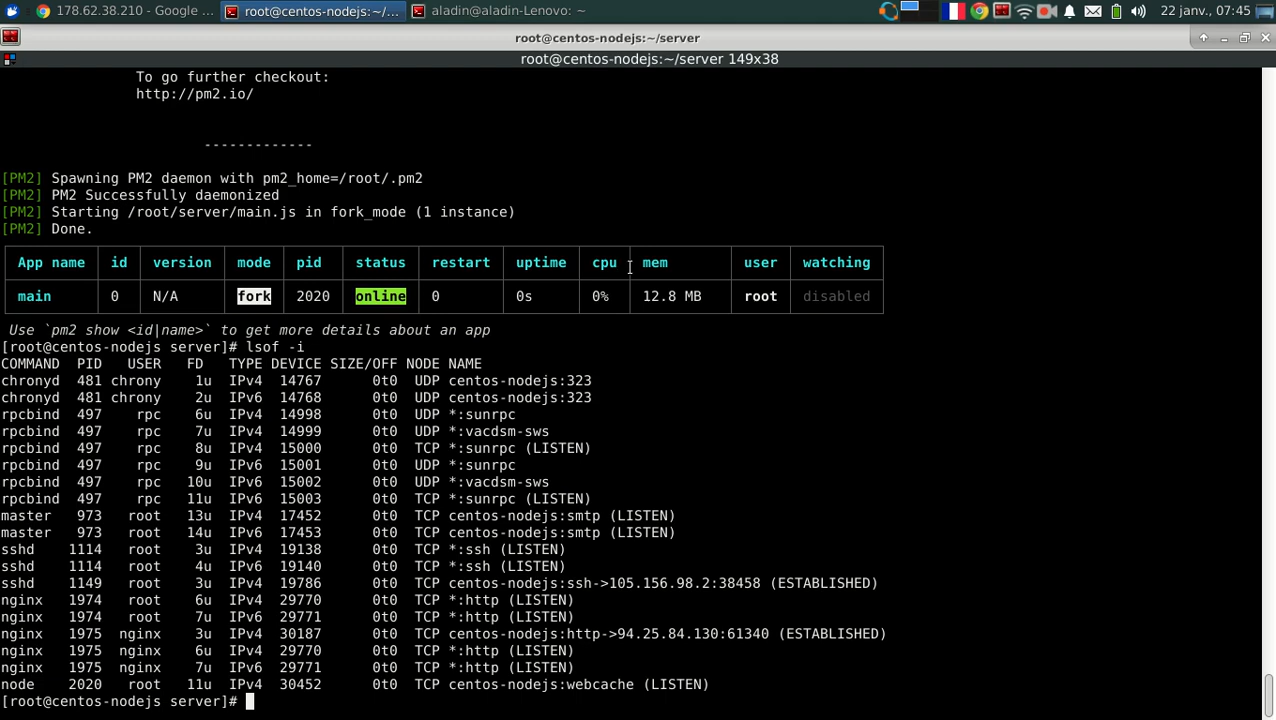 178.62.38.210 - Google ... root@centos-nodejs:~/... aladin@aladin-Lenovo: ~ 22 janv., 07:45
root@centos-nodejs:~/server
root@centos-nodejs:~/server 149x38
To go further checkout:
http://pm2.io/
-------------
[PM2] Spawning PM2 daemon with pm2_home=/root/.pm2
[PM2] PM2 Successfully daemonized
[PM2] Starting /root/server/main.js in fork_mode (1 instance)
[PM2] Done.
App name id version mode pid status restart uptime cpu mem user watching
main 0 N/A fork 2020 online 0 0s 0% 12.8 MB root disabled
Use `pm2 show <id|name>` to get more details about an app
[root@centos-nodejs server]# lsof -i
COMMAND PID USER FD TYPE DEVICE SIZE/OFF NODE NAME
chronyd 481 chrony 1u IPv4 14767 0t0 UDP centos-nodejs:323
chronyd 481 chrony 2u IPv6 14768 0t0 UDP centos-nodejs:323
rpcbind 497 rpc 6u IPv4 14998 0t0 UDP *:sunrpc
rpcbind 497 rpc 7u IPv4 14999 0t0 UDP *:vacdsm-sws
rpcbind 497 rpc 8u IPv4 15000 0t0 TCP *:sunrpc (LISTEN)
rpcbind 497 rpc 9u IPv6 15001 0t0 UDP *:sunrpc
rpcbind 497 rpc 10u IPv6 15002 0t0 UDP *:vacdsm-sws
rpcbind 497 rpc 11u IPv6 15003 0t0 TCP *:sunrpc (LISTEN)
master 973 root 13u IPv4 17452 0t0 TCP centos-nodejs:smtp (LISTEN)
master 973 root 14u IPv6 17453 0t0 TCP centos-nodejs:smtp (LISTEN)
sshd 1114 root 3u IPv4 19138 0t0 TCP *:ssh (LISTEN)
sshd 1114 root 4u IPv6 19140 0t0 TCP *:ssh (LISTEN)
sshd 1149 root 3u IPv4 19786 0t0 TCP centos-nodejs:ssh->105.156.98.2:38458 (ESTABLISHED)
nginx 1974 root 6u IPv4 29770 0t0 TCP *:http (LISTEN)
nginx 1974 root 7u IPv6 29771 0t0 TCP *:http (LISTEN)
nginx 1975 nginx 3u IPv4 30187 0t0 TCP centos-nodejs:http->94.25.84.130:61340 (ESTABLISHED)
nginx 1975 nginx 6u IPv4 29770 0t0 TCP *:http (LISTEN)
nginx 1975 nginx 7u IPv6 29771 0t0 TCP *:http (LISTEN)
node 2020 root 11u IPv4 30452 0t0 TCP centos-nodejs:webcache (LISTEN)
[root@centos-nodejs server]#